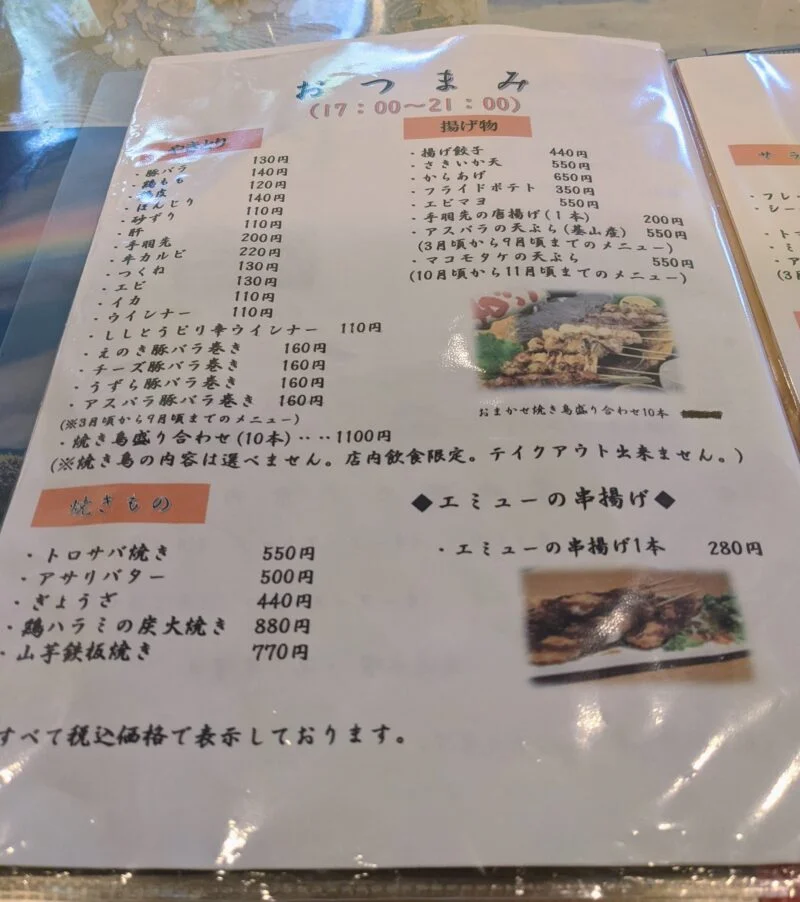 おつまみ
(17：00〜21：00)
やきとり
・豚バラ 130円
・鶏もも 140円
・鶏皮 120円
・ぼんじり 140円
・砂ずり 110円
・肝 110円
・手羽先 200円
・牛カルビ 220円
・つくね 130円
・エビ 130円
・イカ 110円
・ウインナー 110円
・ししとうピリ辛ウインナー 110円
・えのき豚バラ巻き 160円
・チーズ豚バラ巻き 160円
・うずら豚バラ巻き 160円
・アスパラ豚バラ巻き 160円
(※3月頃から9月頃までのメニュー)
・焼き鳥盛り合わせ(10本)‥‥1100円
(※焼き鳥の内容は選べません。店内飲食限定。テイクアウト出来ません。)
揚げ物
・揚げ餃子 440円
・さきいか天 550円
・からあげ 650円
・フライドポテト 350円
・エビマヨ 550円
・手羽先の唐揚げ(1本) 200円
・アスパラの天ぷら(基山産) 550円
(3月頃から9月頃までのメニュー)
・マコモタケの天ぷら 550円
(10月頃から11月頃までのメニュー)
おまかせ焼き鳥盛り合わせ10本
焼きもの
・トロサバ焼き 550円
・アサリバター 500円
・ぎょうざ 440円
・鶏ハラミの炭火焼き 880円
・山芋鉄板焼き 770円
◆エミューの串揚げ◆
・エミューの串揚げ1本 280円
すべて税込価格で表示しております。
サラ
・フレ
・シー
・ト
・ミ
・ア
(3